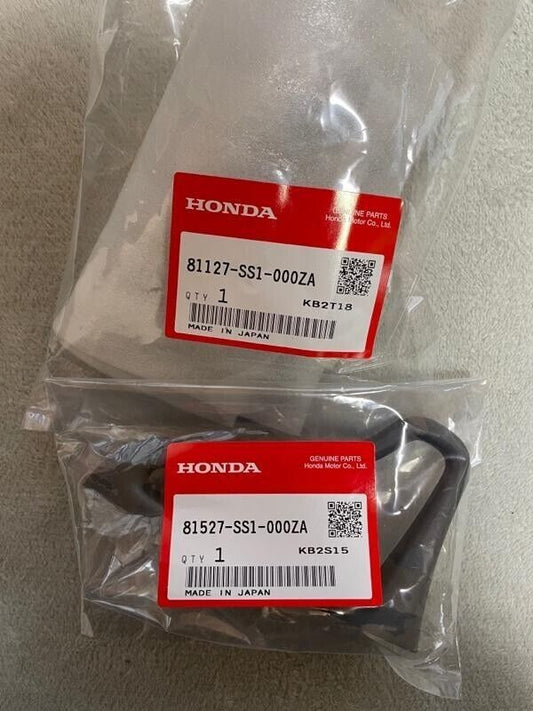 HONDA
GENUINE PARTS
Honda Motor Co., Ltd.
81127-SS1-000ZA
QTY 1
KB2T18
MADE IN JAPAN
HONDA
GENUINE PARTS
Honda Motor Co., Ltd.
81527-SS1-000ZA
QTY 1
KB2S15
MADE IN JAPAN